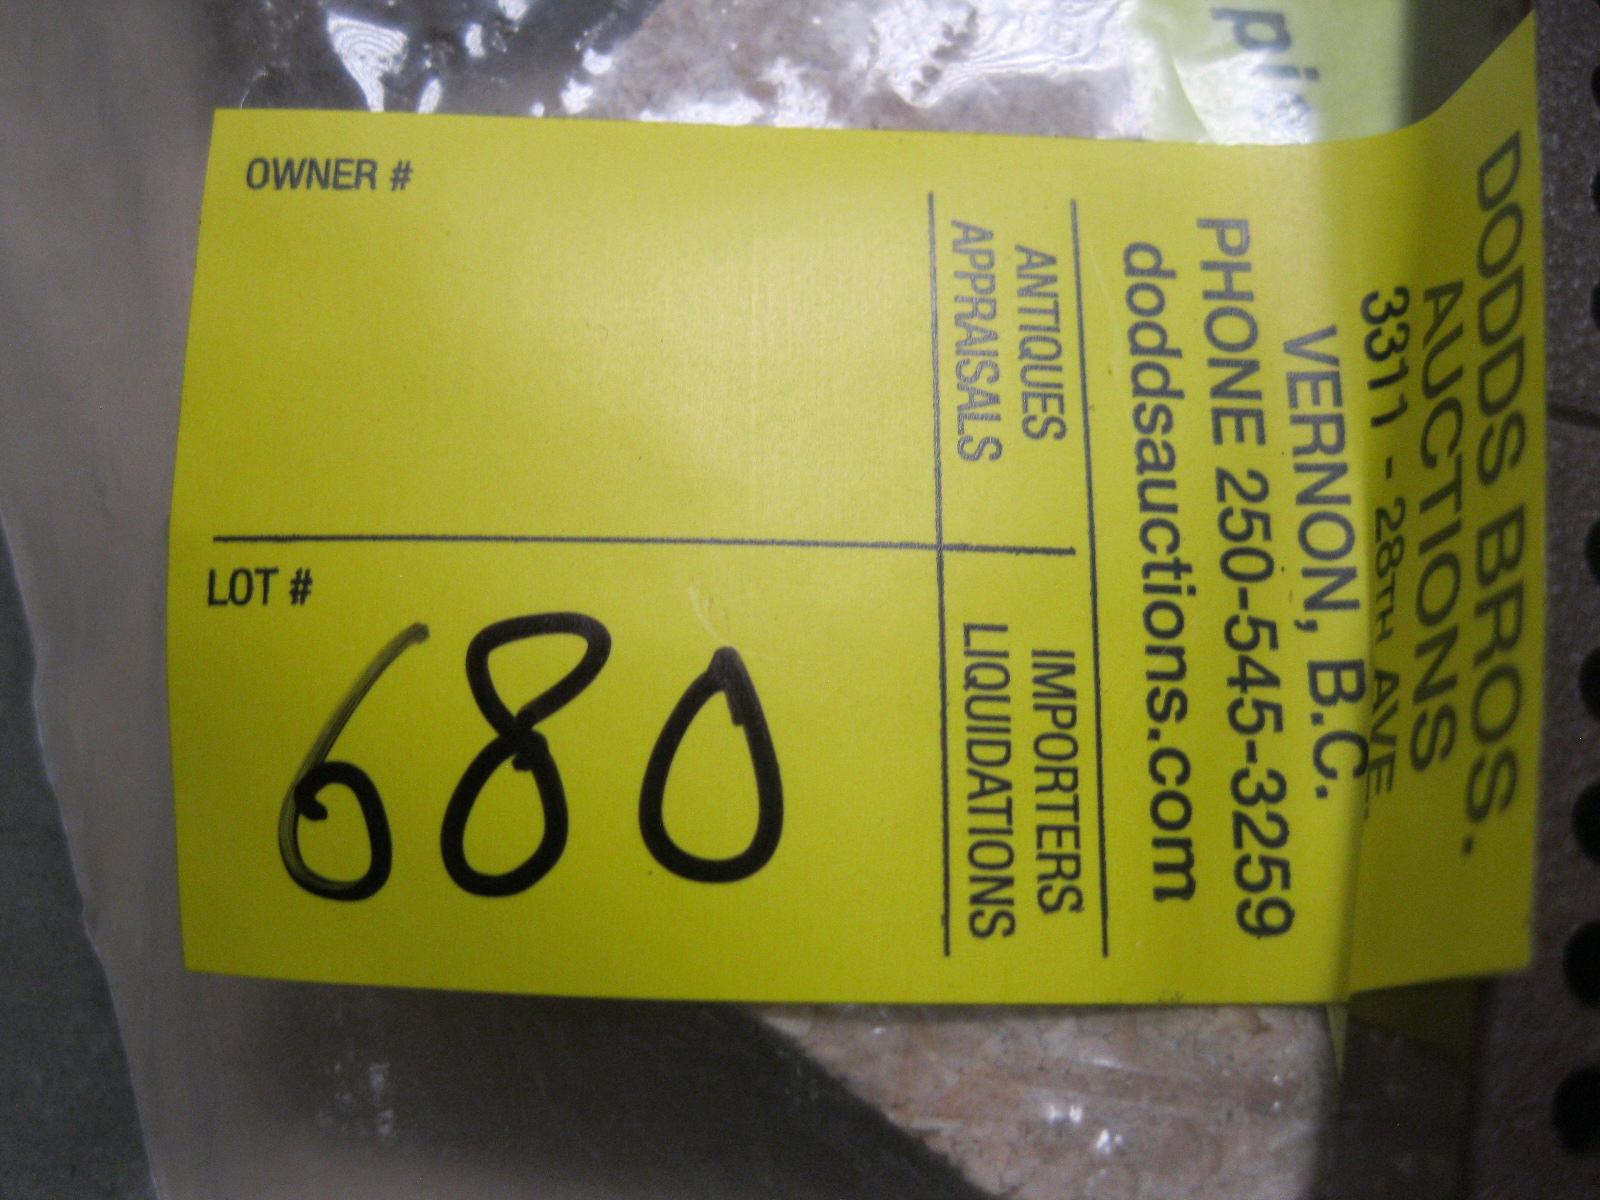 DODDS BROS.
AUCTIONS
3311 - 28TH AVE.
VERNON, B.C.
PHONE 250-545-3259
doddsauctions.com
ANTIQUES
APPRAISALS
IMPORTERS
LIQUIDATIONS
OWNER #
LOT #
680